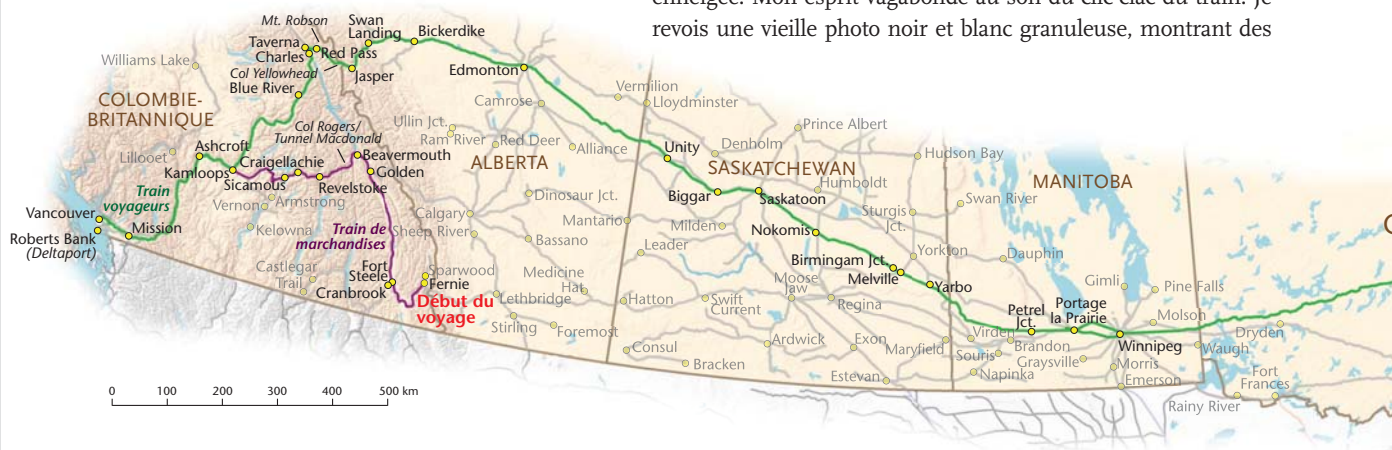 enneigée. Mon esprit vagabonde au son du clic-clac du train. Je
revois une vieille photo noir et blanc granuleuse, montrant des
Mt. Robson
Swan
Landing
Bickerdike
Taverna
Charles
Red Pass
Williams Lake
Col Yellowhead
Jasper
Edmonton
Blue River
Vermilion
Camrose
Lloydminster
COLOMBIE-
BRITANNIQUE
Col Rogers/
Tunnel Macdonald
Ullin Jct.
Ram River
Red Deer
Prince Albert
Lillooet
Ashcroft
Craigellachie
Beavermouth
ALBERTA
Alliance
Unity
Denholm
Hudson Bay
Kamloops
Sicamous
Golden
Revelstoke
SASKATCHEWAN
Humboldt
MANITOBA
Train
voyageurs
Vernon
Armstrong
Dinosaur Jct.
Biggar
Saskatoon
Swan River
Vancouver
Mission
Kelowna
Train de
marchandises
Calgary
Sheep River
Mantario
Milden
Sturgis
Jct.
Roberts Bank
(Deltaport)
Bassano
Leader
Nokomis
Yorkton
Dauphin
Castlegar
Trail
Fort
Steele
Cranbrook
Sparwood
Fernie
Medicine
Hat
Birmingam Jct.
Melville
Moose
Jaw
Yarbo
Gimli
Pine Falls
Début du
voyage
Lethbridge
Hatton
Swift
Current
Regina
Petrel
Jct.
Portage
la Prairie
Molson
Stirling
Foremost
Virden
Brandon
Winnipeg
Dryden
Consul
Ardwick
Exon
Maryfield
Souris
Graysville
Waugh
Bracken
Estevan
Napinka
Morris
Emerson
Fort
Frances
Rainy River
0 100 200 300 400 500 km